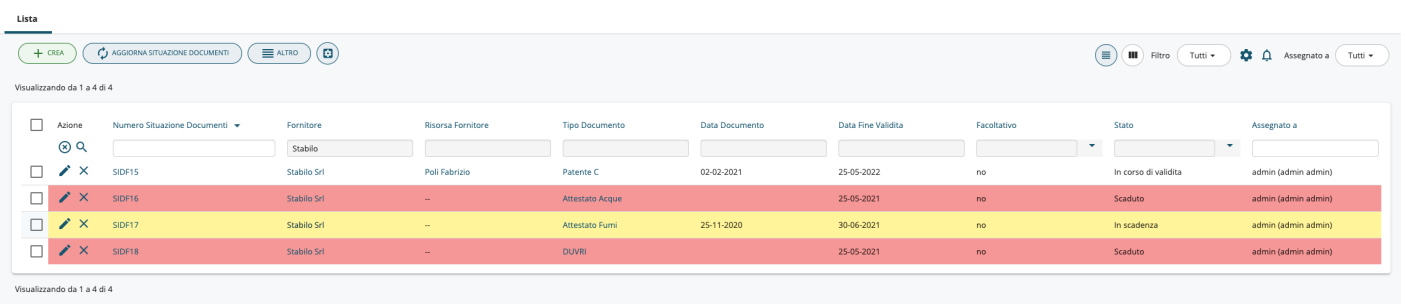 Lista
CREA AGGIORNA SITUAZIONE DOCUMENTI ALTRO Filtro Tutti Assegnato a Tutti
Visualizzando da 1 a 4 di 4
Azione Numero Situazione Documenti Fornitore Risorsa Fornitore Tipo Documento Data Documento Data Fine Validita Facoltativo Stato Assegnato a
Stabilo
SIDF15 Stabilo Srl Poli Fabrizio Patente C 02-02-2021 25-05-2022 no In corso di validita admin (admin admin)
SIDF16 Stabilo Srl -- Attestato Acque 25-05-2021 no Scaduto admin (admin admin)
SIDF17 Stabilo Srl -- Attestato Fumi 25-11-2020 30-06-2021 no In scadenza admin (admin admin)
SIDF18 Stabilo Srl -- DUVRI 25-05-2021 no Scaduto admin (admin admin)
Visualizzando da 1 a 4 di 4